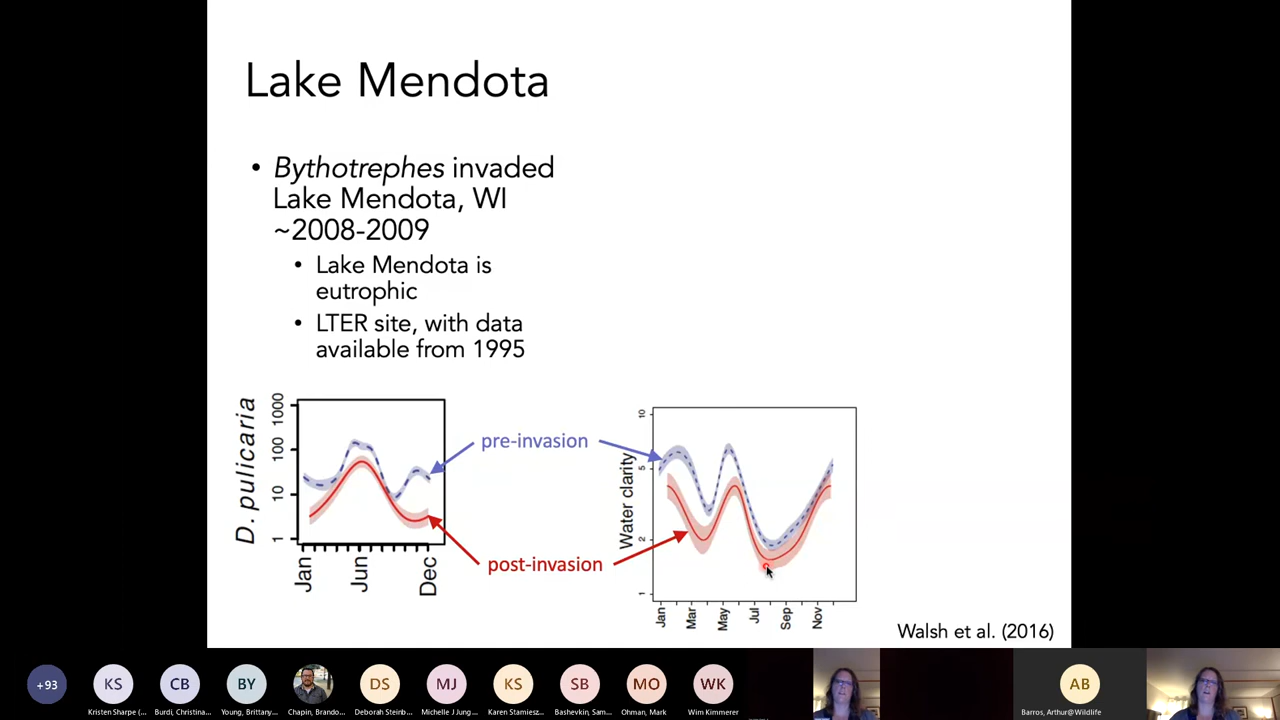 Lake Mendota
• Bythotrephes invaded
Lake Mendota, WI
~2008-2009
• Lake Mendota is
eutrophic
• LTER site, with data
available from 1995
D. pulicaria
1000
100
10
1
Jan
Jun
Dec
pre-invasion
post-invasion
Water clarity
10
5
2
1
Jan
Mar
May
Jul
Sep
Nov
Walsh et al. (2016)
+93
KS
CB
BY
DS
MJ
KS
SB
MO
WK
AB
Kristen Sharpe (...
Burdi, Christina...
Young, Brittany...
Chapin, Brando...
Deborah Steinb...
Michelle J Jung...
Karen Stamiesz...
Bashevkin, Sam...
Ohman, Mark
Wim Kimmerer
Barros, Arthur@Wildlife